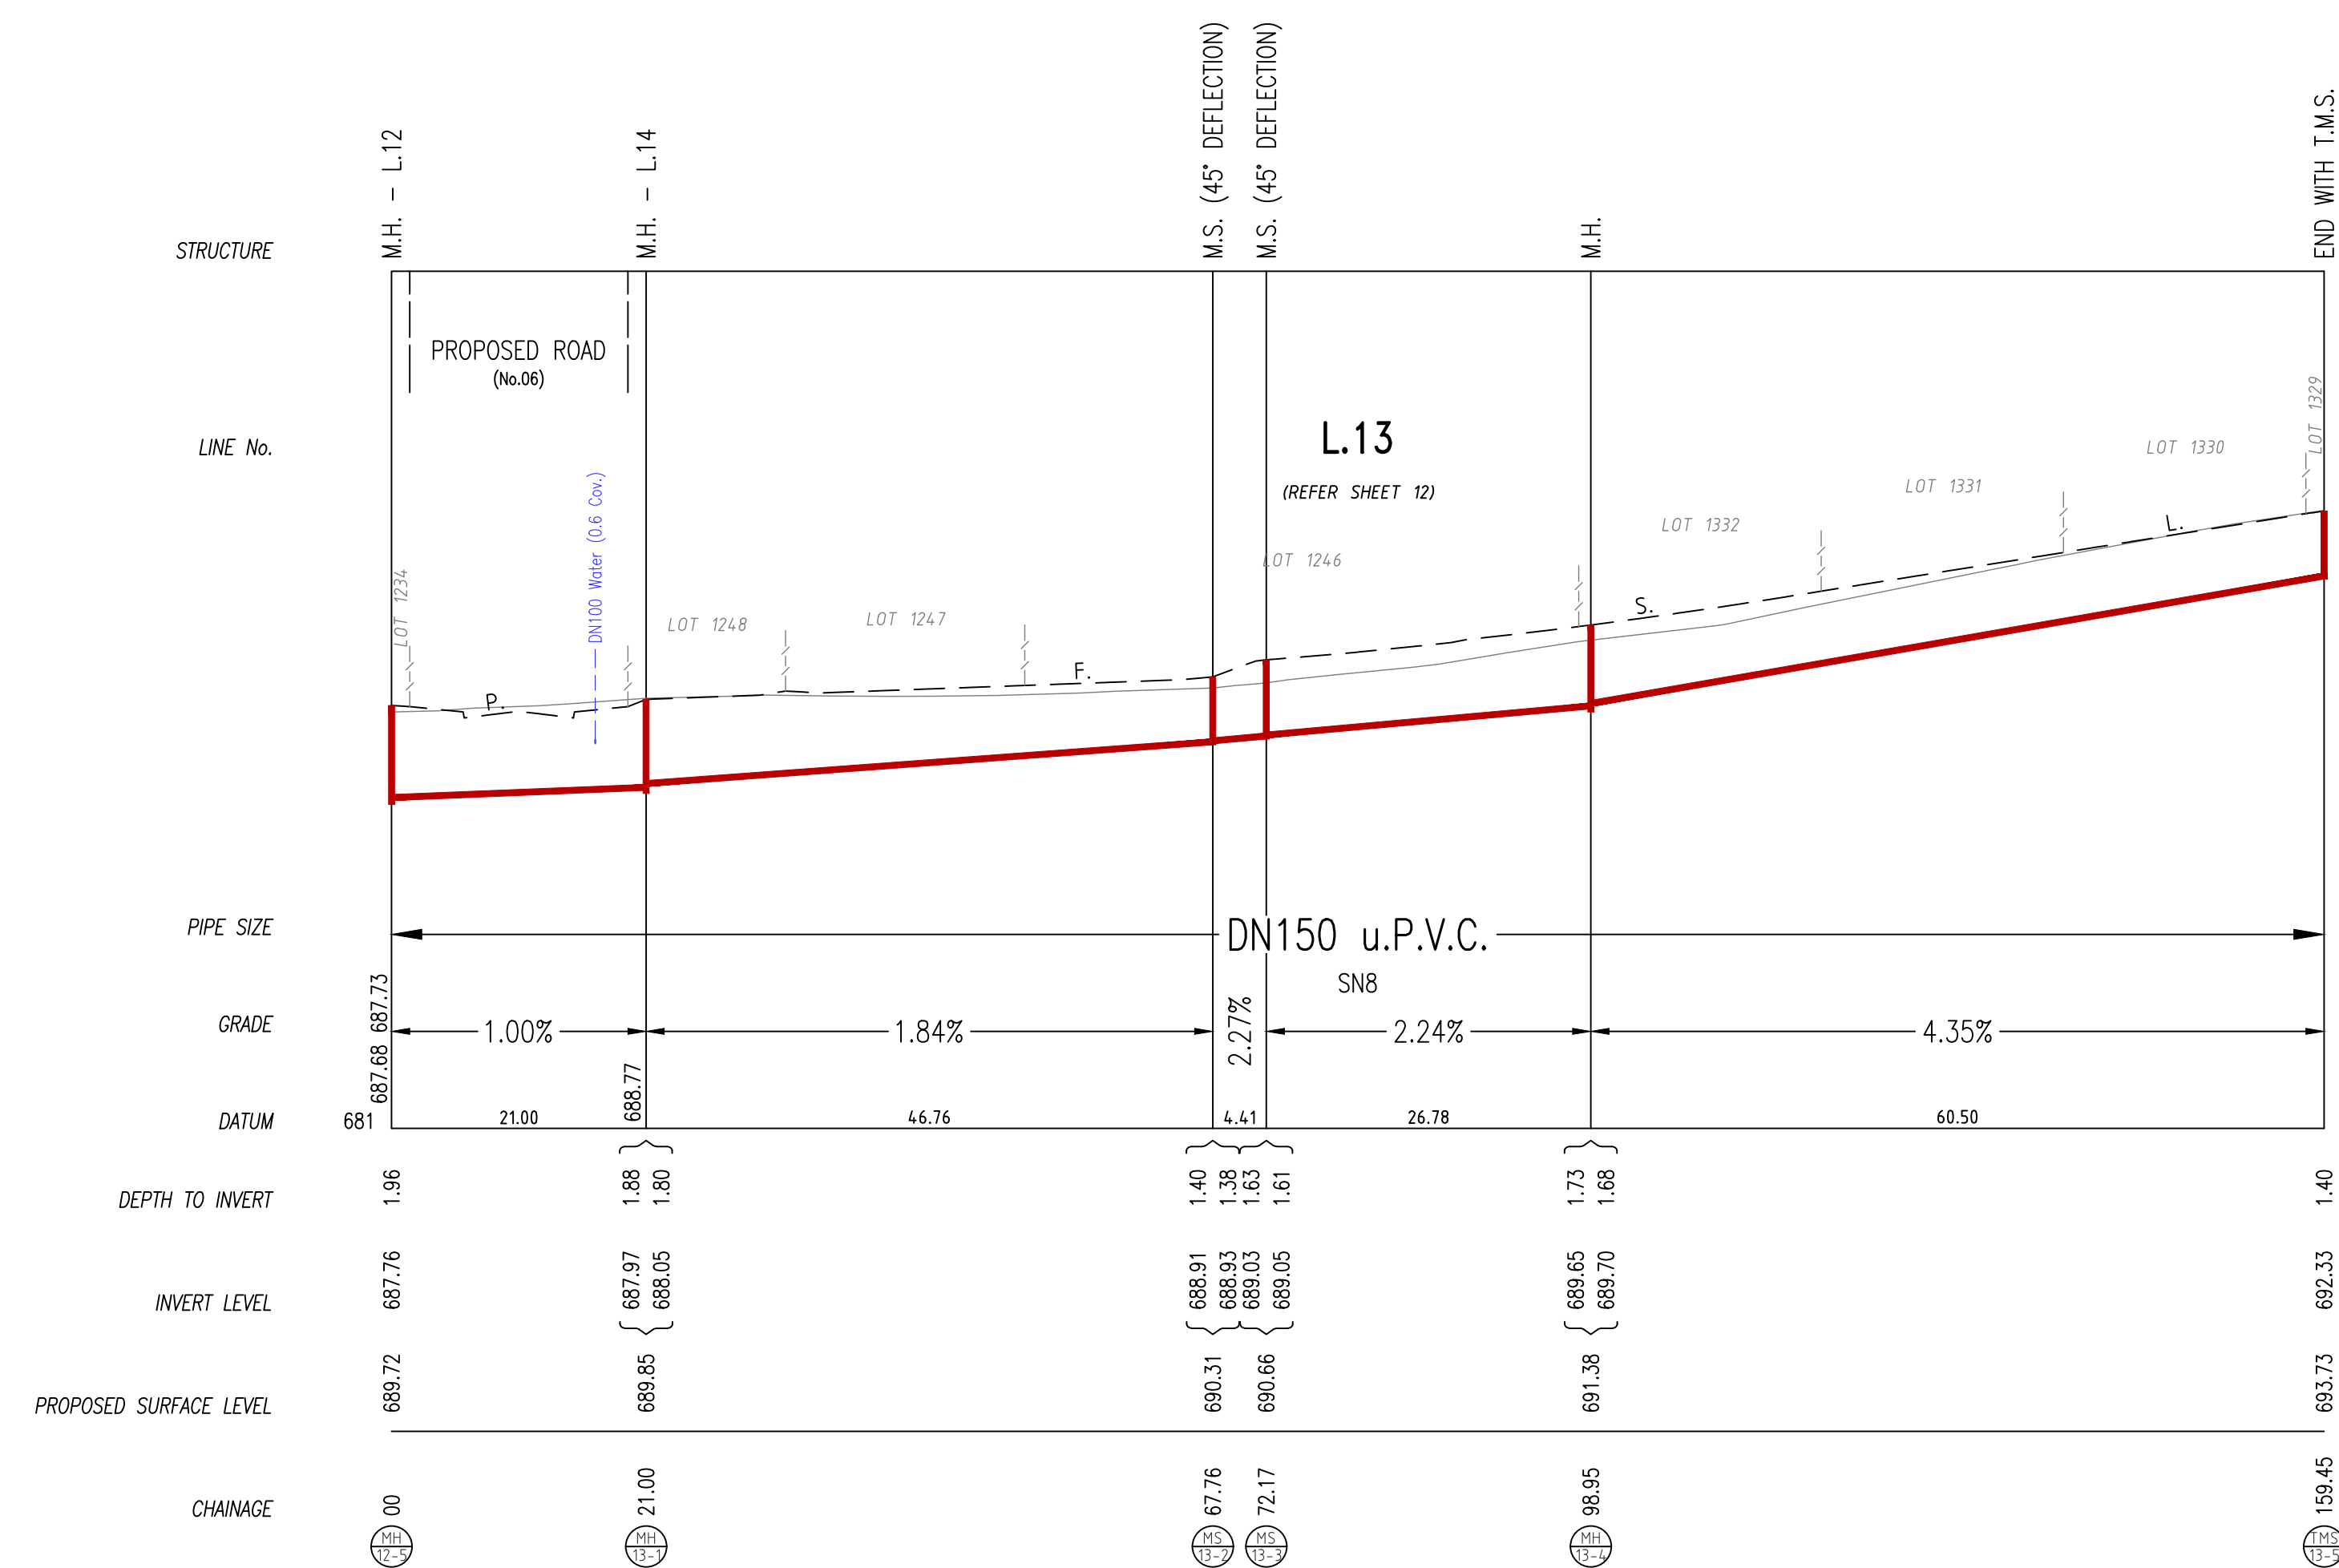 STRUCTURE
M.H. - L.12
M.H. - L.14
M.S. (45° DEFLECTION)
M.S. (45° DEFLECTION)
M.H.
END WITH T.M.S.
PROPOSED ROAD
(No.06)
LINE No.
L.13
(REFER SHEET 12)
LOT 1234
DN100 Water (0.6 Cov.)
LOT 1248
LOT 1247
LOT 1246
LOT 1332
LOT 1331
LOT 1330
LOT 1329
P.
F.
S.
L.
PIPE SIZE
DN150 u.P.V.C.
SN8
GRADE
687.68 687.73
1.00%
1.84%
2.27%
2.24%
4.35%
688.77
DATUM 681
21.00
46.76
4.41
26.78
60.50
DEPTH TO INVERT
1.96
1.88
1.80
1.40
1.38
1.63
1.61
1.73
1.68
1.40
INVERT LEVEL
687.76
687.97
688.05
688.91
688.93
689.03
689.05
689.65
689.70
692.33
PROPOSED SURFACE LEVEL
689.72
689.85
690.31
690.66
691.38
693.73
CHAINAGE
00
21.00
67.76
72.17
98.95
159.45
MH
12-5
MH
13-1
MS
13-2
MS
13-3
MH
13-4
TMS
13-5